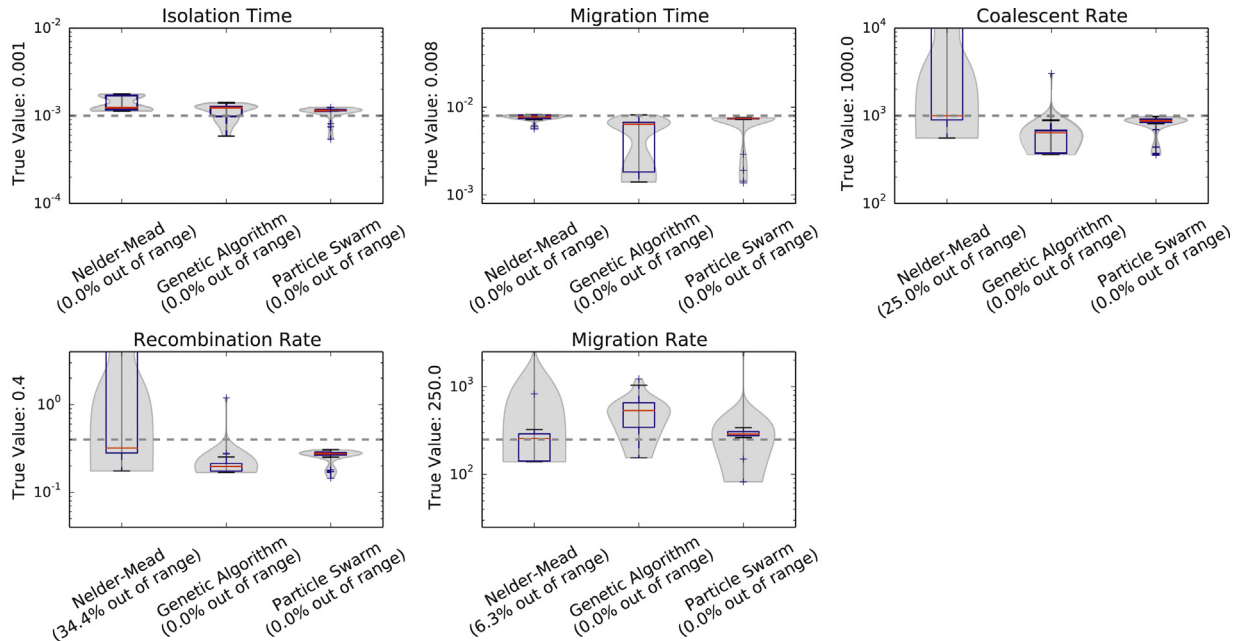 Isolation Time
True Value: 0.001
10^-2
10^-3
10^-4
Nelder-Mead
(0.0% out of range)
Genetic Algorithm
(0.0% out of range)
Particle Swarm
(0.0% out of range)
Migration Time
True Value: 0.008
10^-2
10^-3
Nelder-Mead
(0.0% out of range)
Genetic Algorithm
(0.0% out of range)
Particle Swarm
(0.0% out of range)
Coalescent Rate
True Value: 1000.0
10^4
10^3
10^2
Nelder-Mead
(25.0% out of range)
Genetic Algorithm
(0.0% out of range)
Particle Swarm
(0.0% out of range)
Recombination Rate
True Value: 0.4
10^0
10^-1
Nelder-Mead
(34.4% out of range)
Genetic Algorithm
(0.0% out of range)
Particle Swarm
(0.0% out of range)
Migration Rate
True Value: 250.0
10^3
10^2
Nelder-Mead
(6.3% out of range)
Genetic Algorithm
(0.0% out of range)
Particle Swarm
(0.0% out of range)